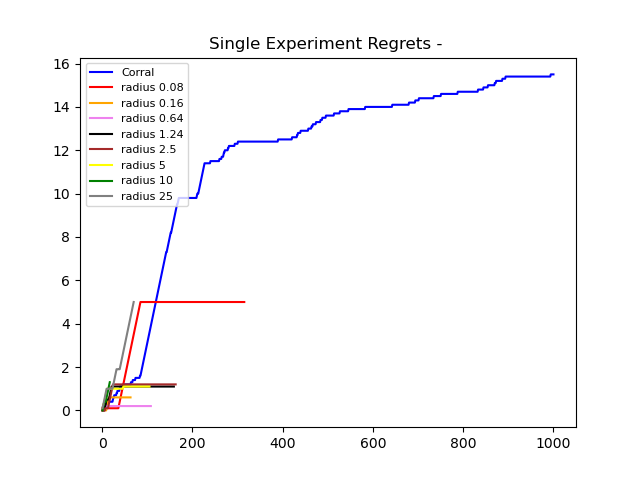 Single Experiment Regrets -
16
14
12
10
8
6
4
2
0
Corral
radius 0.08
radius 0.16
radius 0.64
radius 1.24
radius 2.5
radius 5
radius 10
radius 25
0 200 400 600 800 1000